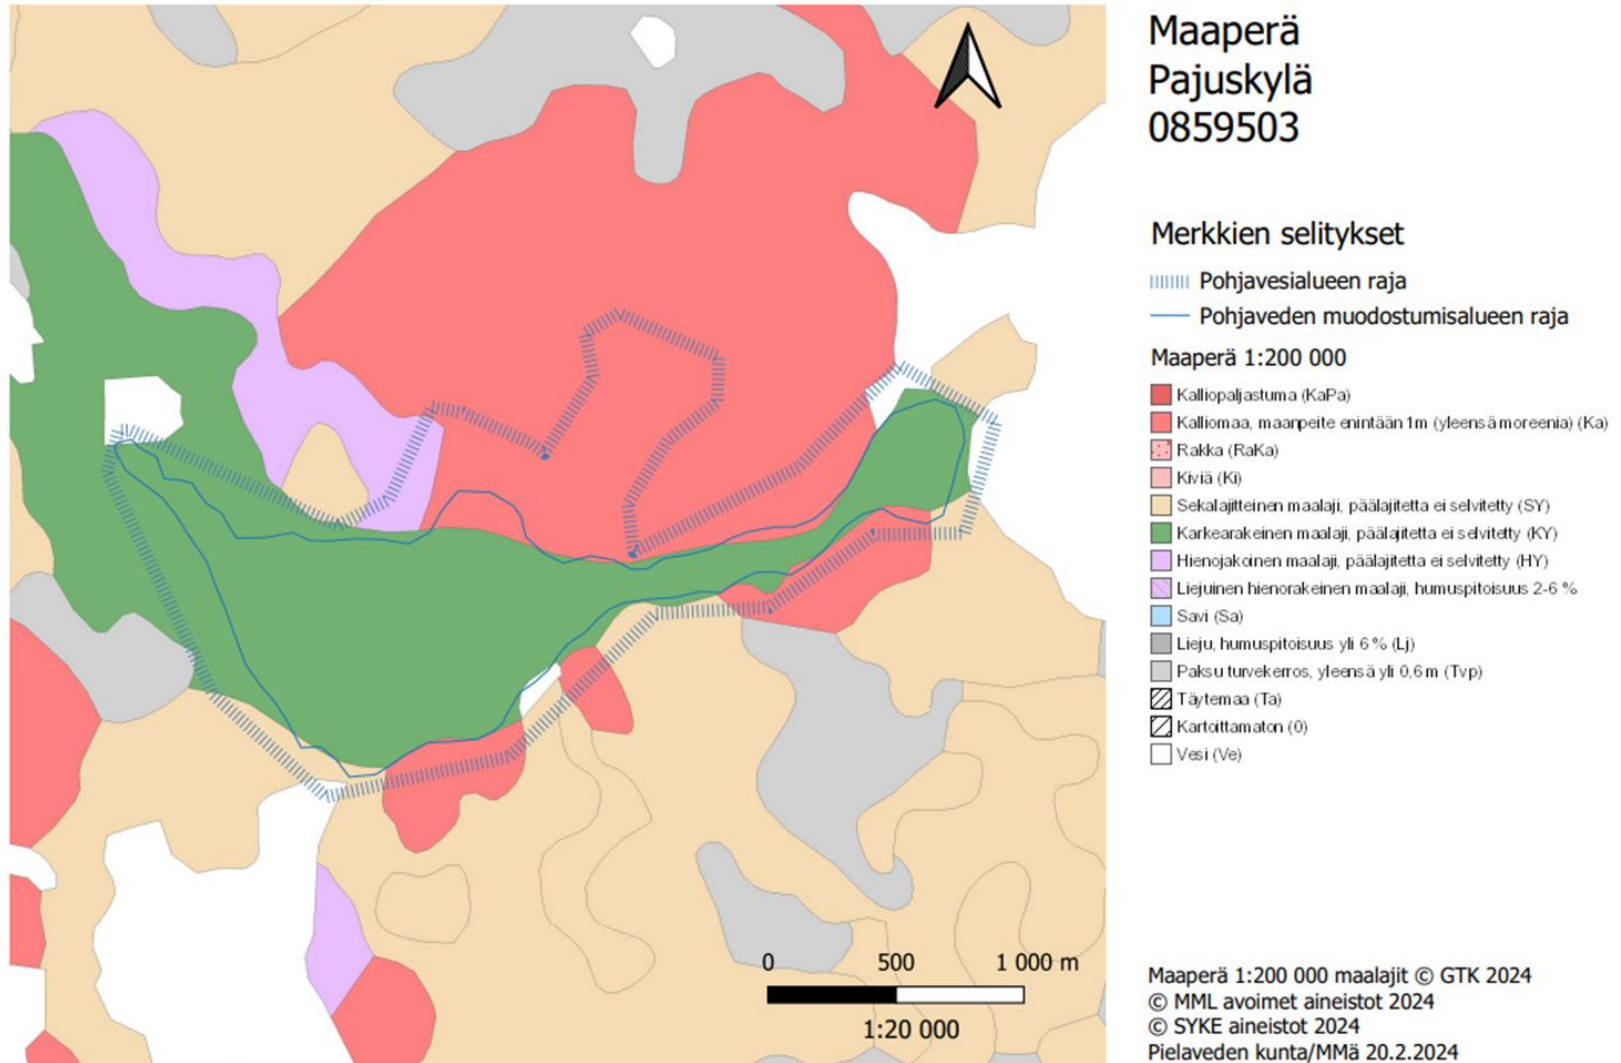 Maaperä
Pajuskylä
0859503
Merkkien selitykset
Pohjavesialueen raja
Pohjaveden muodostumisalueen raja
Maaperä 1:200 000
Kalliopaljastuma (KaPa)
Kalliomaa, maanpeite enintään 1m (yleensä moreenia) (Ka)
Rakka (RaKa)
Kiviä (Ki)
Sekalajitteinen maalaji, päälajitetta ei selvitetty (SY)
Karkearakeinen maalaji, päälajitetta ei selvitetty (KY)
Hienojakoinen maalaji, päälajitetta ei selvitetty (HY)
Liejuinen hienorakeinen maalaji, humuspitoisuus 2-6 %
Savi (Sa)
Lieju, humuspitoisuus yli 6 % (Lj)
Paksu turvekerros, yleensä yli 0,6 m (Tvp)
Täytemaa (Ta)
Kartoittamaton (0)
Vesi (Ve)
0 500 1 000 m
1:20 000
Maaperä 1:200 000 maalajit © GTK 2024
© MML avoimet aineistot 2024
© SYKE aineistot 2024
Pielaveden kunta/MMä 20.2.2024